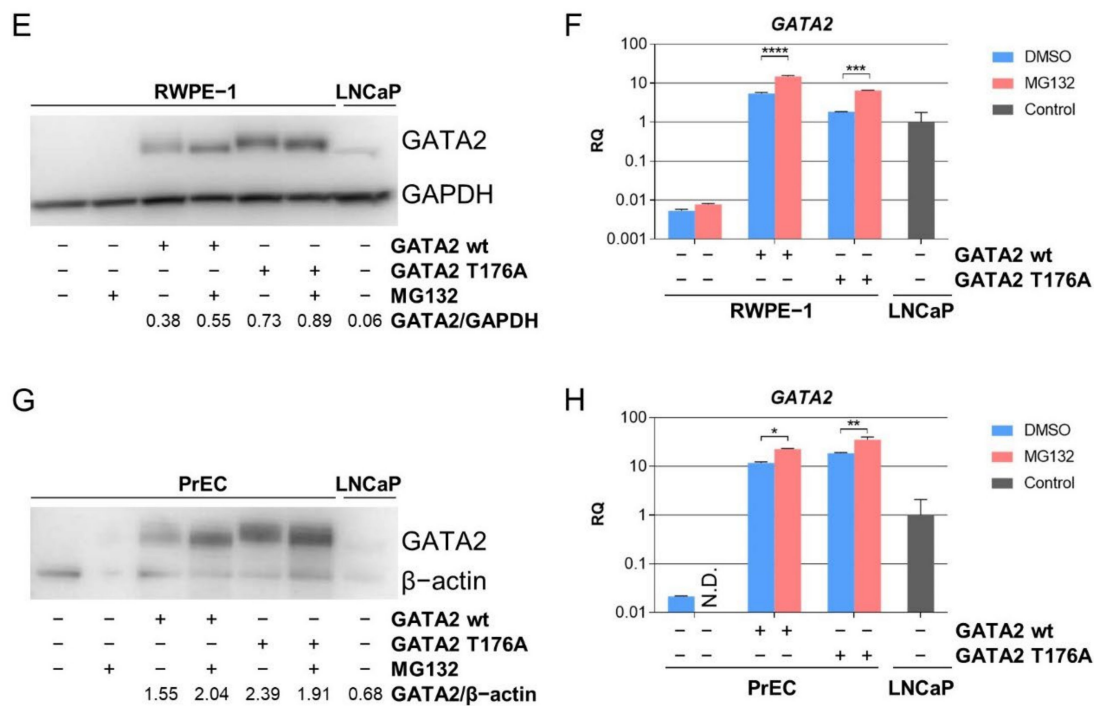 E
RWPE−1 LNCaP
GATA2
GAPDH
− − + + − − − GATA2 wt
− − − − + + − GATA2 T176A
− + − + − + − MG132
0.38 0.55 0.73 0.89 0.06 GATA2/GAPDH
F
GATA2
100
10
1
0.1
0.01
0.001
RQ
**** ***
DMSO
MG132
Control
− − + + − − − GATA2 wt
− − − − + + − GATA2 T176A
RWPE−1 LNCaP
G
PrEC LNCaP
GATA2
β−actin
− − + + − − − GATA2 wt
− − − − + + − GATA2 T176A
− + − + − + − MG132
1.55 2.04 2.39 1.91 0.68 GATA2/β−actin
H
GATA2
100
10
1
0.1
0.01
RQ
* **
N.D.
DMSO
MG132
Control
− − + + − − − GATA2 wt
− − − − + + − GATA2 T176A
PrEC LNCaP